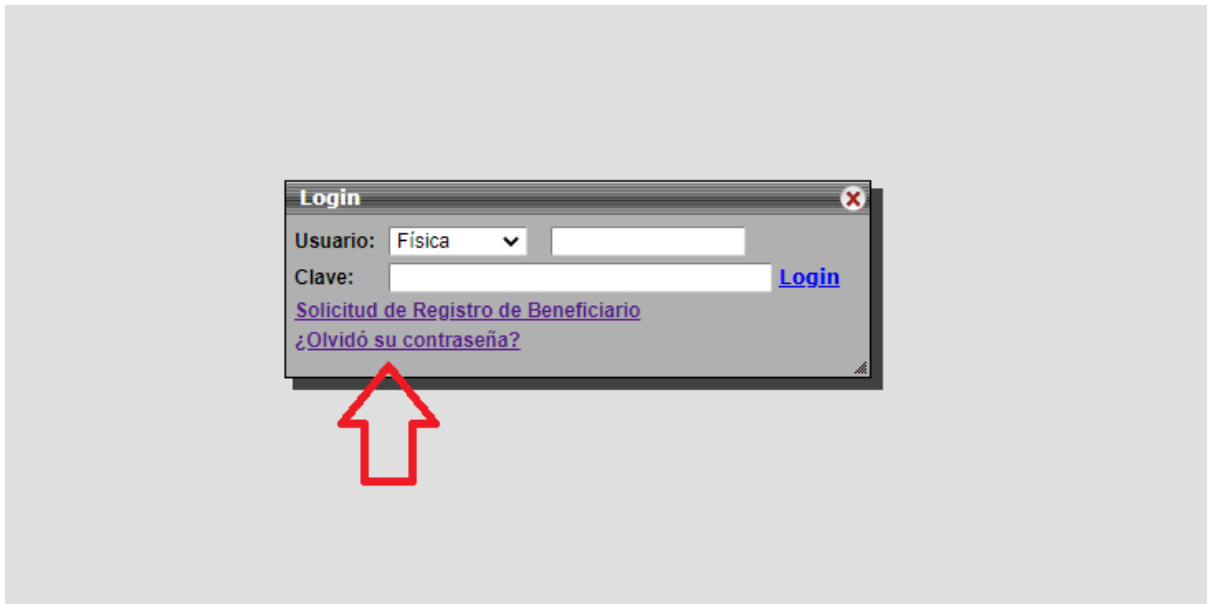 Login
Usuario: Física
Clave: Login
Solicitud de Registro de Beneficiario
¿Olvidó su contraseña?